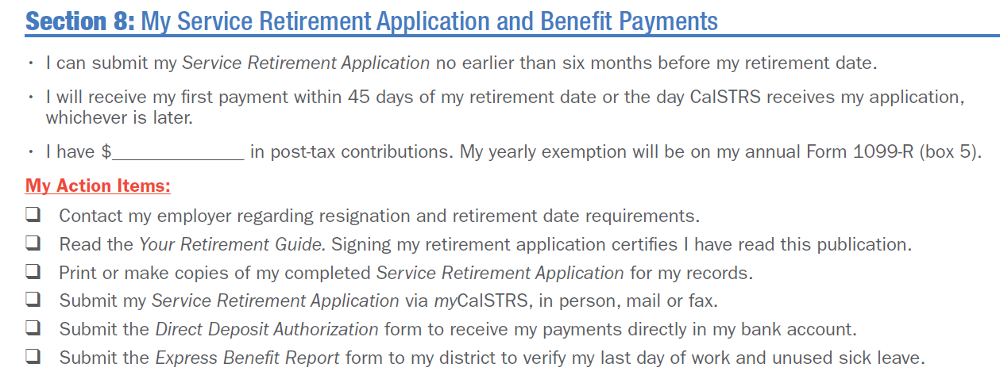 Section 8: My Service Retirement Application and Benefit Payments
• I can submit my Service Retirement Application no earlier than six months before my retirement date.
• I will receive my first payment within 45 days of my retirement date or the day CalSTRS receives my application,
whichever is later.
• I have $______________ in post-tax contributions. My yearly exemption will be on my annual Form 1099-R (box 5).
My Action Items:
❏ Contact my employer regarding resignation and retirement date requirements.
❏ Read the Your Retirement Guide. Signing my retirement application certifies I have read this publication.
❏ Print or make copies of my completed Service Retirement Application for my records.
❏ Submit my Service Retirement Application via myCalSTRS, in person, mail or fax.
❏ Submit the Direct Deposit Authorization form to receive my payments directly in my bank account.
❏ Submit the Express Benefit Report form to my district to verify my last day of work and unused sick leave.